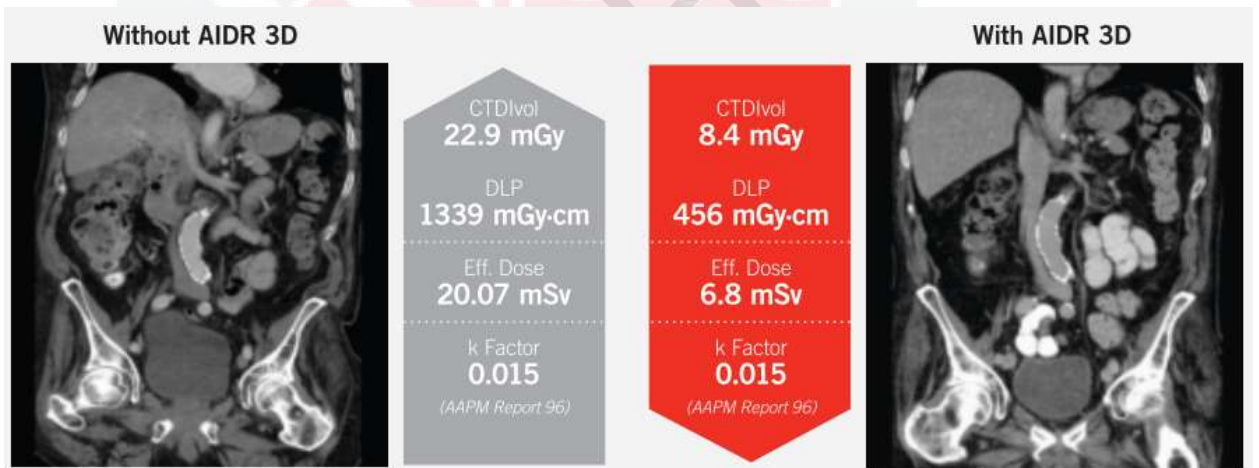 Without AIDR 3D
CTDIvol
22.9 mGy
DLP
1339 mGy·cm
Eff. Dose
20.07 mSv
k Factor
0.015
(AAPM Report 96)
With AIDR 3D
CTDIvol
8.4 mGy
DLP
456 mGy·cm
Eff. Dose
6.8 mSv
k Factor
0.015
(AAPM Report 96)